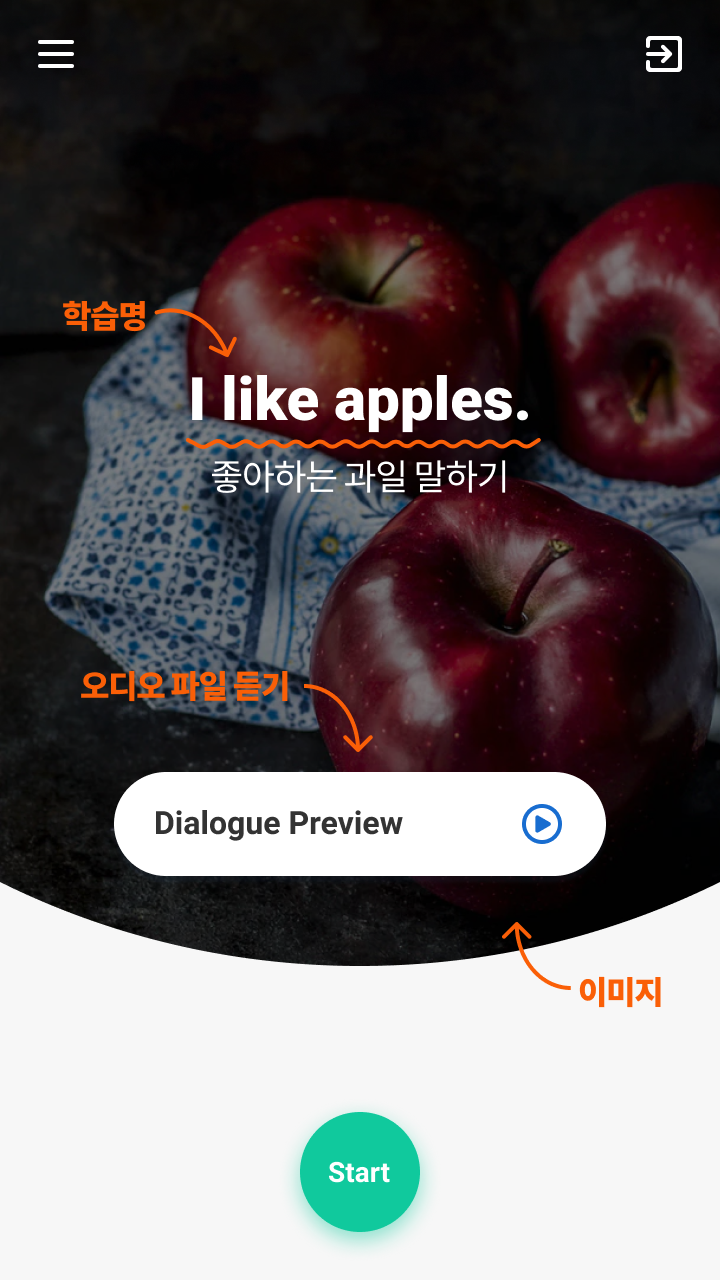 학습명
I like apples.
좋아하는 과일 말하기
오디오 파일 듣기
Dialogue Preview
이미지
Start